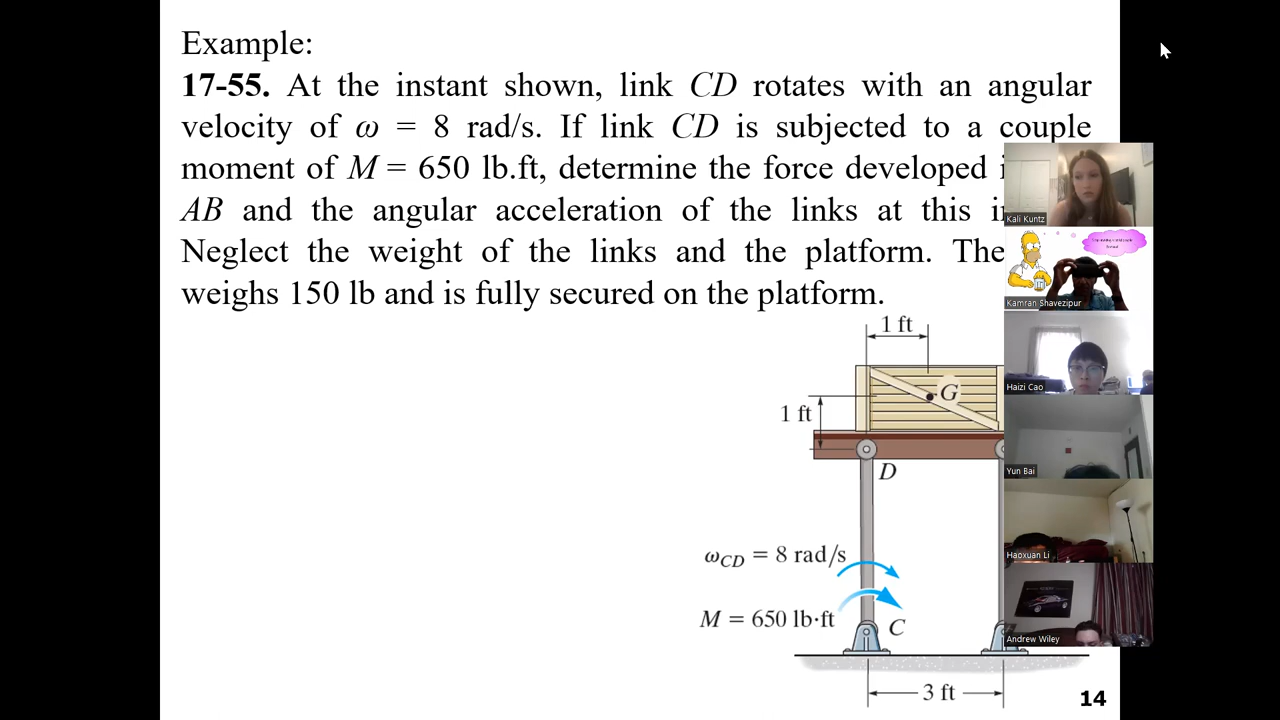 Example:
17-55. At the instant shown, link CD rotates with an angular
velocity of ω = 8 rad/s. If link CD is subjected to a couple
moment of M = 650 lb.ft, determine the force developed i
AB and the angular acceleration of the links at this i
Neglect the weight of the links and the platform. The
weighs 150 lb and is fully secured on the platform.
1 ft
G
1 ft
D
ωCD = 8 rad/s
M = 650 lb·ft
C
3 ft
14
Kali Kuntz
Kamran Shavezipur
Haizi Cao
Yun Bai
Haoxuan Li
Andrew Wiley